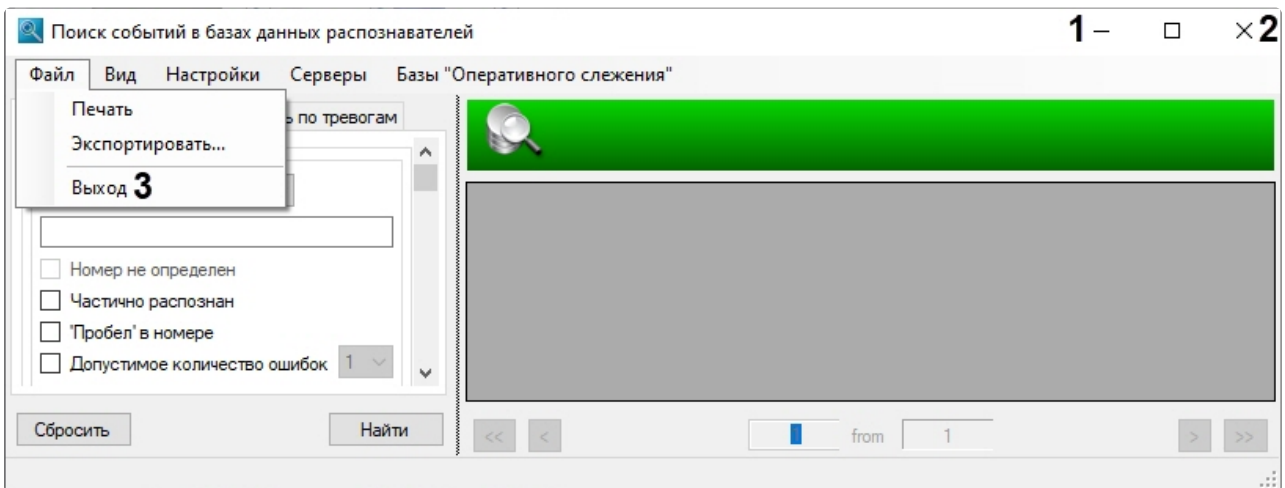 Поиск событий в базах данных распознавателей 1 2
Файл Вид Настройки Серверы Базы "Оперативного слежения"
Печать
по тревогам
Экспортировать...
Выход 3
Номер не определен
Частично распознан
'Пробел' в номере
Допустимое количество ошибок 1
Сбросить Найти << < 1 from 1 > >>